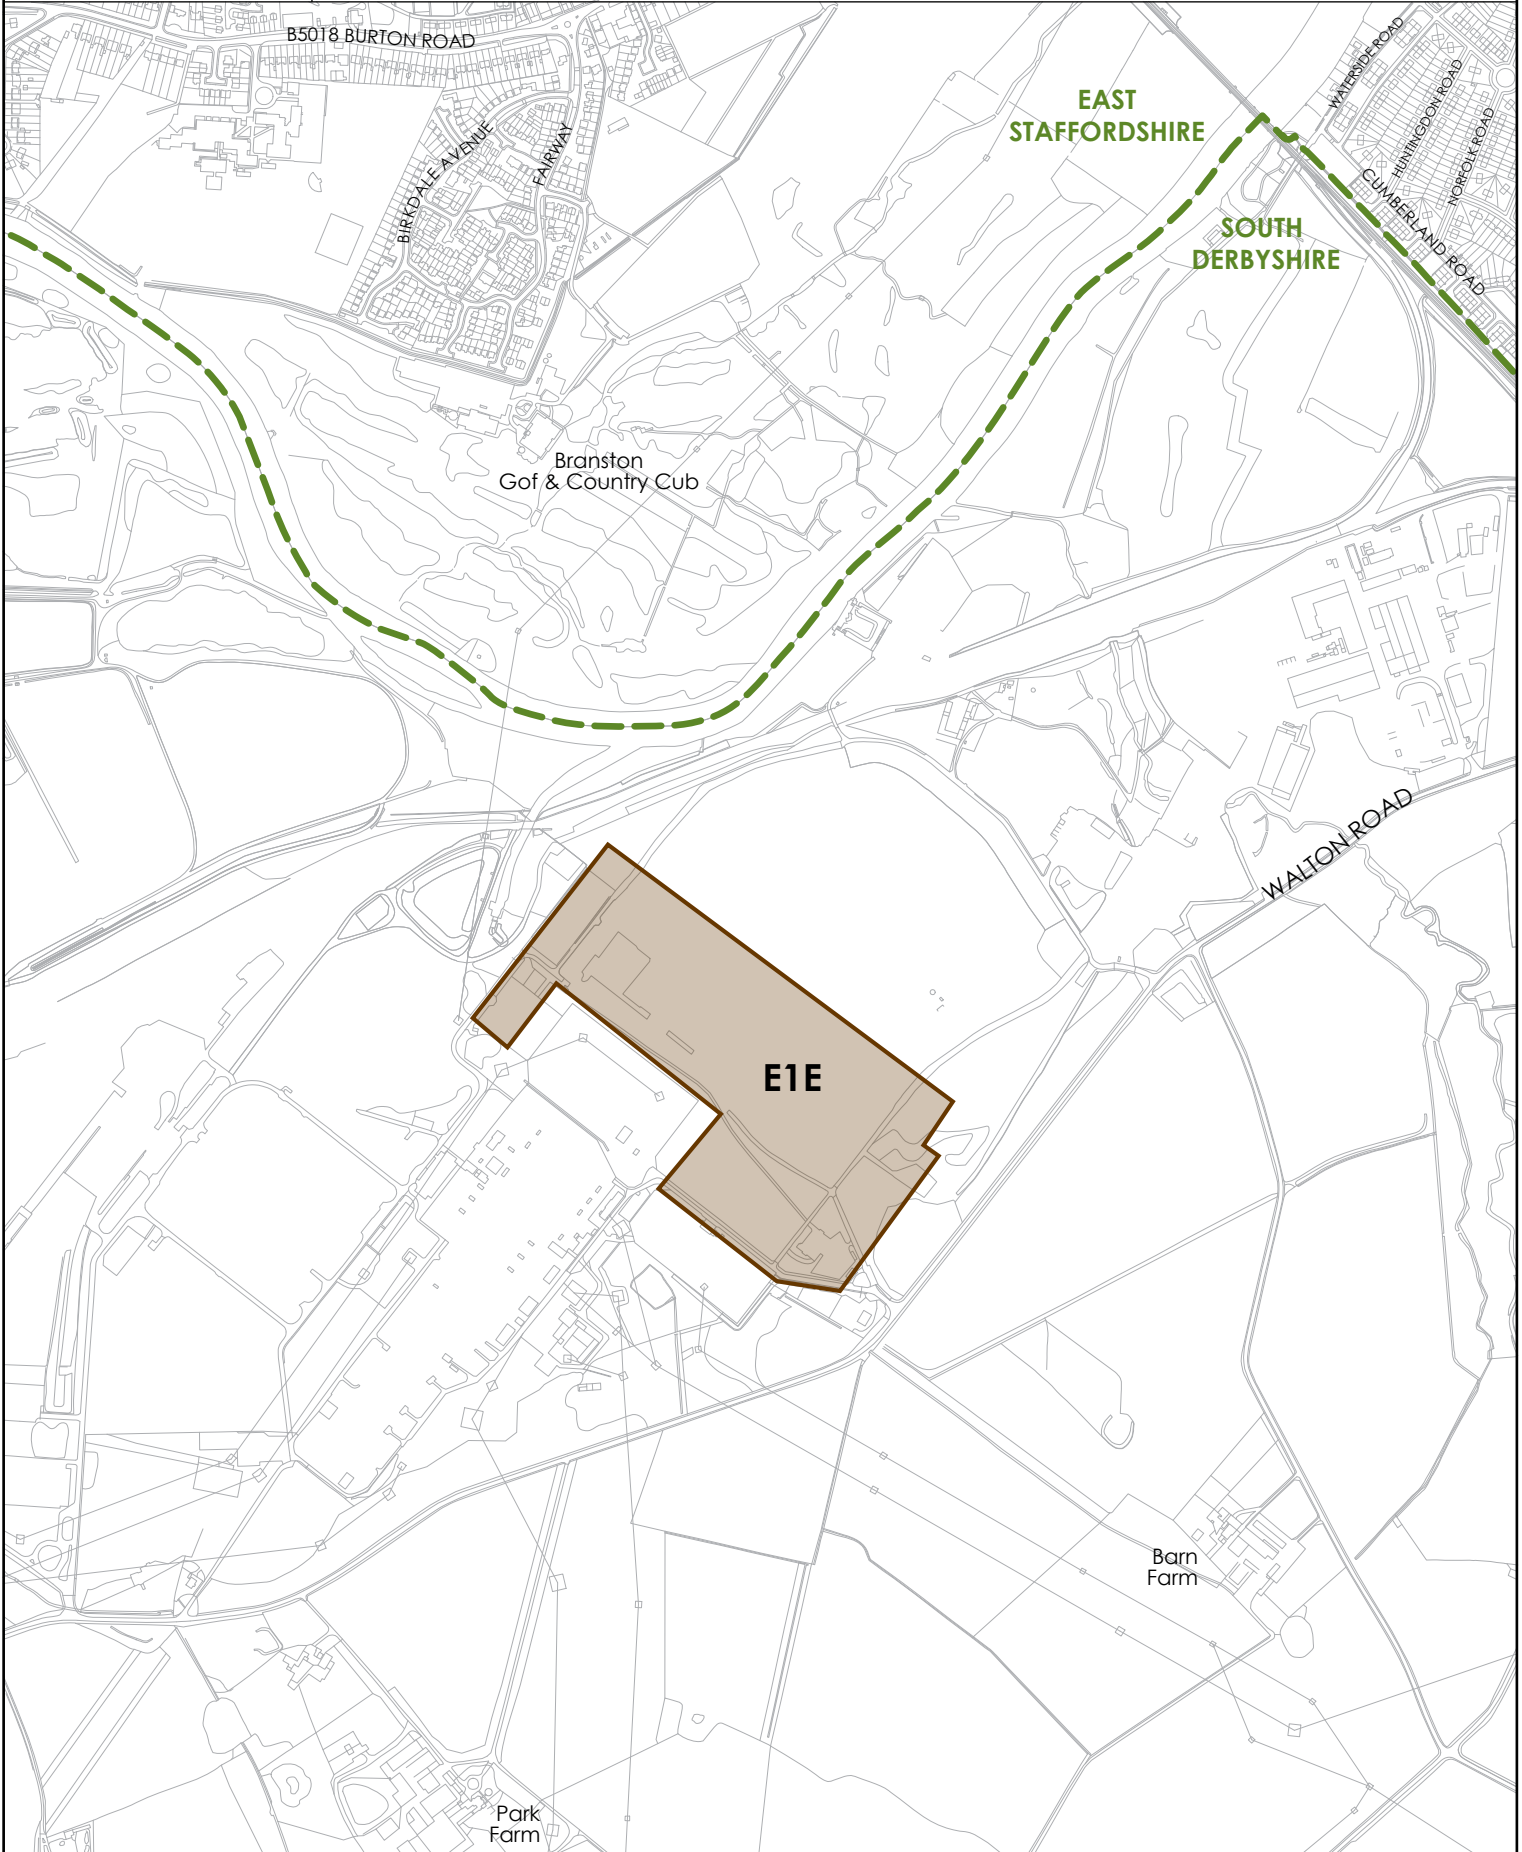 B5018 BURTON ROAD
WATERSIDE ROAD
HUNTINGDON ROAD
NORFOLK ROAD
EAST
STAFFORDSHIRE
BIRKDALE AVENUE
FAIRWAY
CUMBERLAND ROAD
SOUTH
DERBYSHIRE
Branston
Gof & Country Cub
WALTON ROAD
E1E
Barn
Farm
Park
Farm